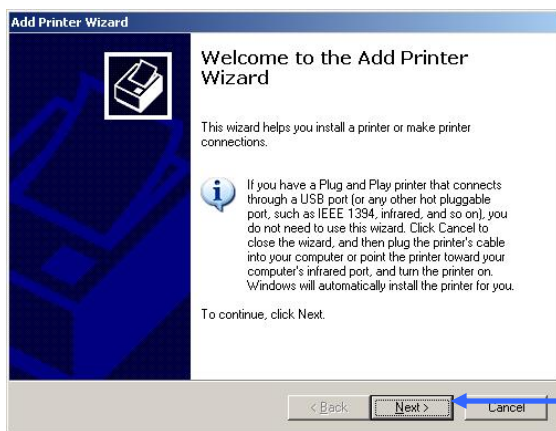 Add Printer Wizard
Welcome to the Add Printer
Wizard
This wizard helps you install a printer or make printer
connections.
If you have a Plug and Play printer that connects
through a USB port (or any other hot pluggable
port, such as IEEE 1394, infrared, and so on), you
do not need to use this wizard. Click Cancel to
close the wizard, and then plug the printer's cable
into your computer or point the printer toward your
computer's infrared port, and turn the printer on.
Windows will automatically install the printer for you.
To continue, click Next.
< Back Next > Cancel